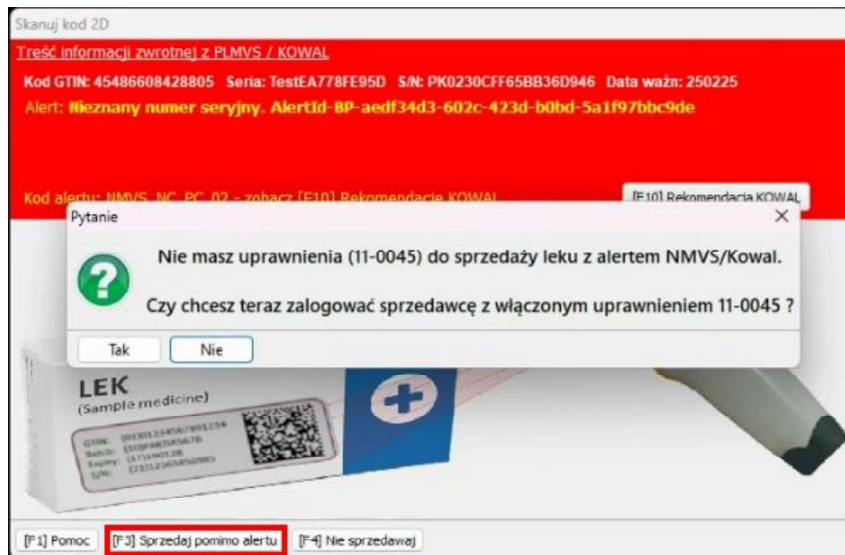 Skanuj kod 2D
Treść informacji zwrotnej z PLMVS / KOWAL
Kod GTIN: 45486608428805 Seria: TestEA778FE95D S/N: PK0230CFF65BB36D946 Data ważn: 250225
Alert: Nieznany numer seryjny. AlertId-BP-aedf34d3-602c-423d-b0bd-5a1f97bbc9de
Kod alertu: NMVS_NC_PC_02 - zobacz [F10] Rekomendacje KOWAL
[F10] Rekomendacja KOWAL
Pytanie
Nie masz uprawnienia (11-0045) do sprzedaży leku z alertem NMVS/Kowal.
Czy chcesz teraz zalogować sprzedawcę z włączonym uprawnieniem 11-0045 ?
Tak Nie
LEK
(Sample medicine)
GTIN:
Batch:
Expiry:
S/N:
[F1] Pomoc [F3] Sprzedaj pomimo alertu [F4] Nie sprzedawaj